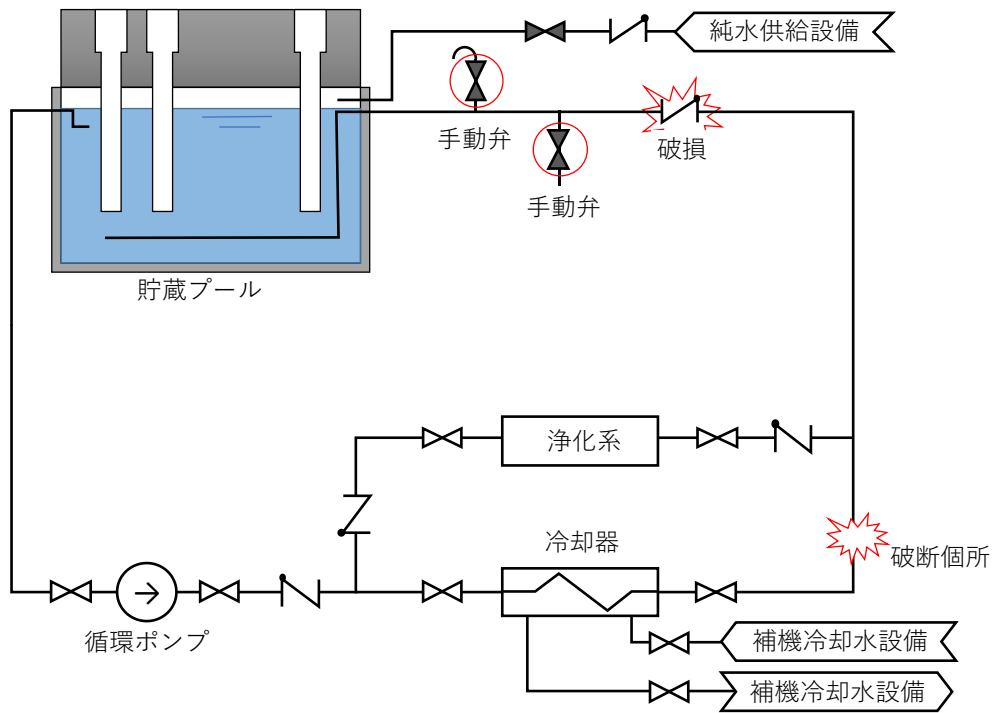 純水供給設備
手動弁
破損
手動弁
貯蔵プール
浄化系
冷却器
破断個所
循環ポンプ
補機冷却水設備
補機冷却水設備